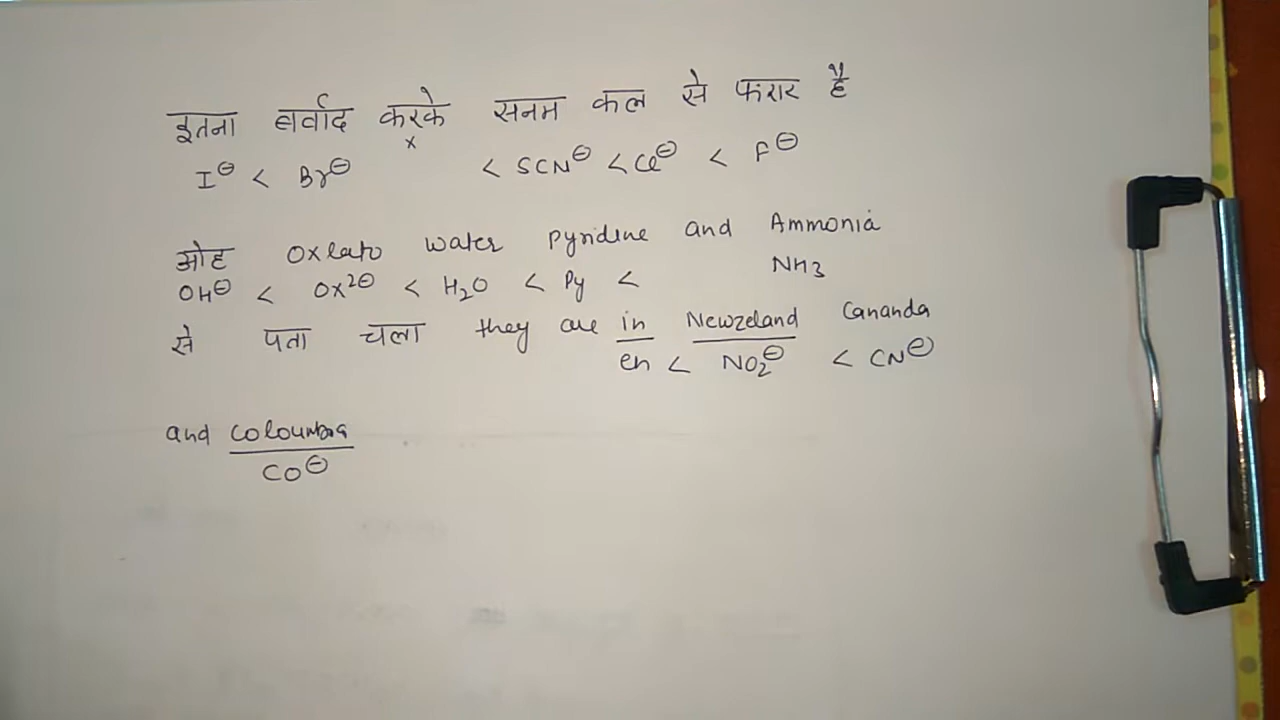 इतना बर्वाद करके सनम कल से फरार है
x
I⊖ < Br⊖ < SCN⊖ < Cl⊖ < F⊖
ओह Oxlato water Pyridine and Ammonia
OH⊖ < Ox2⊖ < H2O < Py < NH3
से पता चला they are in Newzeland Cananda
en < NO2⊖ < CN⊖
and Coloumbia
CO⊖